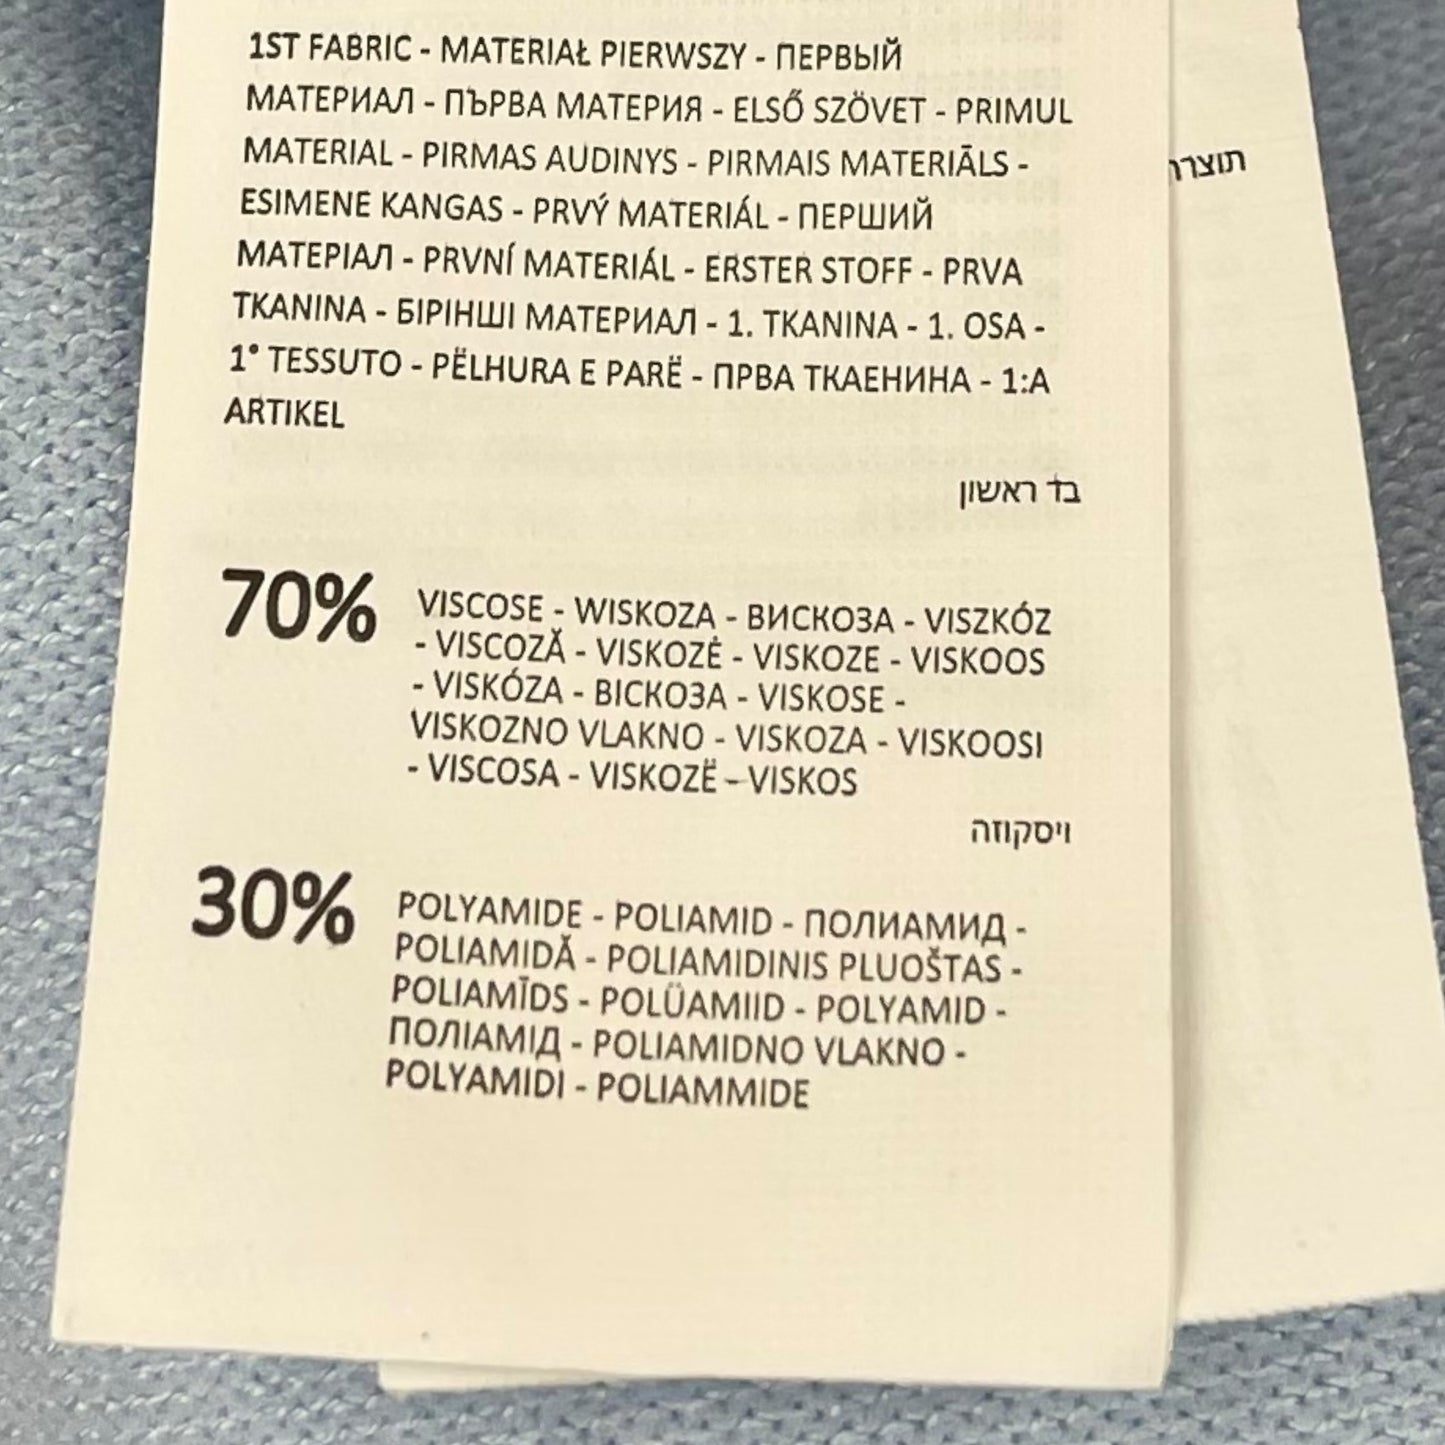 1ST FABRIC - MATERIAŁ PIERWSZY - ПЕРВЫЙ
МАТЕРИАЛ - ПЪРВА МАТЕРИЯ - ELSŐ SZÖVET - PRIMUL
MATERIAL - PIRMAS AUDINYS - PIRMAIS MATERIĀLS -
ESIMENE KANGAS - PRVÝ MATERIÁL - ПЕРШИЙ
МАТЕРІАЛ - PRVNÍ MATERIÁL - ERSTER STOFF - PRVA
TKANINA - БІРІНШІ МАТЕРИАЛ - 1. TKANINA - 1. OSA -
1° TESSUTO - PËLHURA E PARË - ПРВА ТКАЕНИНА - 1:A
ARTIKEL
בד ראשון
70% VISCOSE - WISKOZA - ВИСКОЗА - VISZKÓZ
- VISCOZĂ - VISKOZĖ - VISKOZE - VISKOOS
- VISKÓZA - ВІСКОЗА - VISKOSE -
VISKOZNO VLAKNO - VISKOZA - VISKOOSI
- VISCOSA - VISKOZË - VISKOS
ויסקוזה
30% POLYAMIDE - POLIAMID - ПОЛИАМИД -
POLIAMIDĂ - POLIAMIDINIS PLUOŠTAS -
POLIAMĪDS - POLÜAMIID - POLYAMID -
ПОЛІАМІД - POLIAMIDNO VLAKNO -
POLYAMIDI - POLIAMMIDE